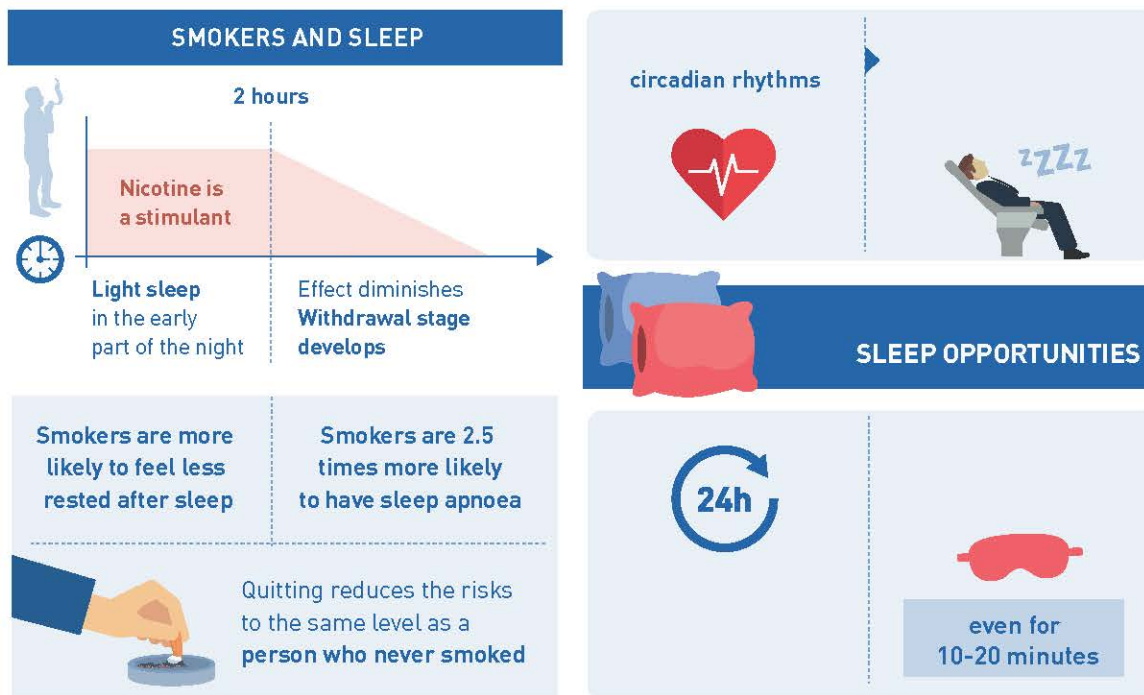 SMOKERS AND SLEEP
2 hours
Nicotine is
a stimulant
Light sleep
in the early
part of the night
Effect diminishes
Withdrawal stage
develops
Smokers are more
likely to feel less
rested after sleep
Smokers are 2.5
times more likely
to have sleep apnoea
Quitting reduces the risks
to the same level as a
person who never smoked
circadian rhythms
zZZZz
SLEEP OPPORTUNITIES
24h
even for
10-20 minutes